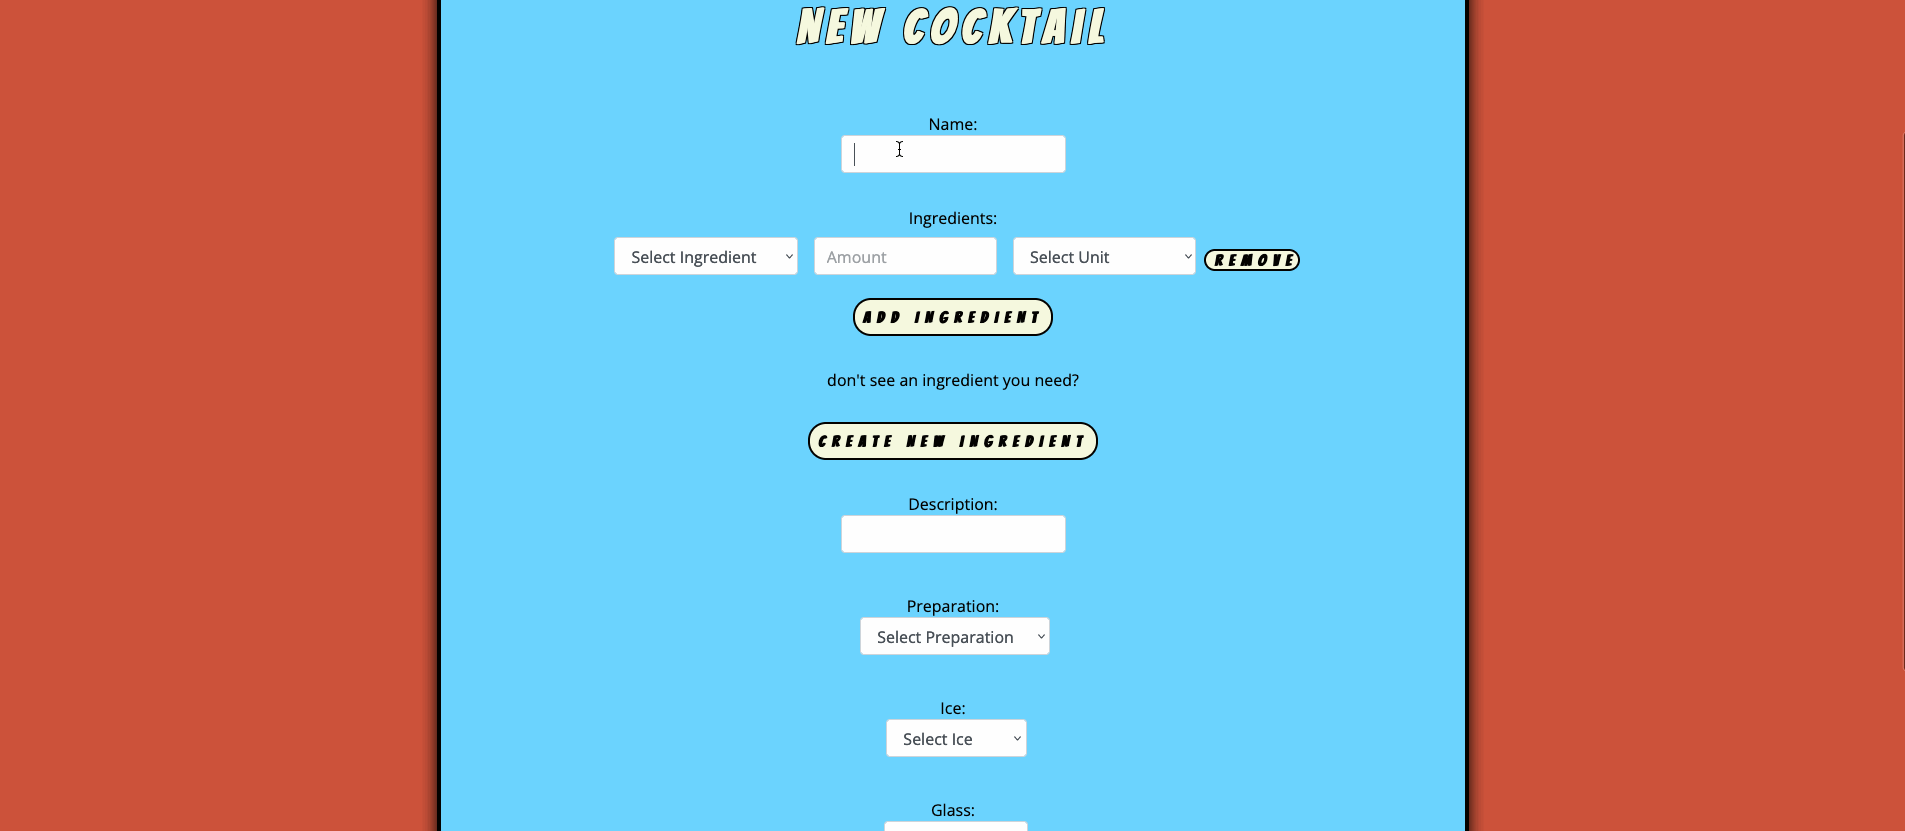 NEW COCKTAIL
Name:
Ingredients:
Select Ingredient Amount Select Unit REMOVE
ADD INGREDIENT
don't see an ingredient you need?
CREATE NEW INGREDIENT
Description:
Preparation:
Select Preparation
Ice:
Select Ice
Glass: